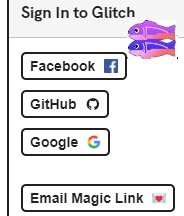 Sign In to Glitch
Facebook
GitHub
Google
Email Magic Link